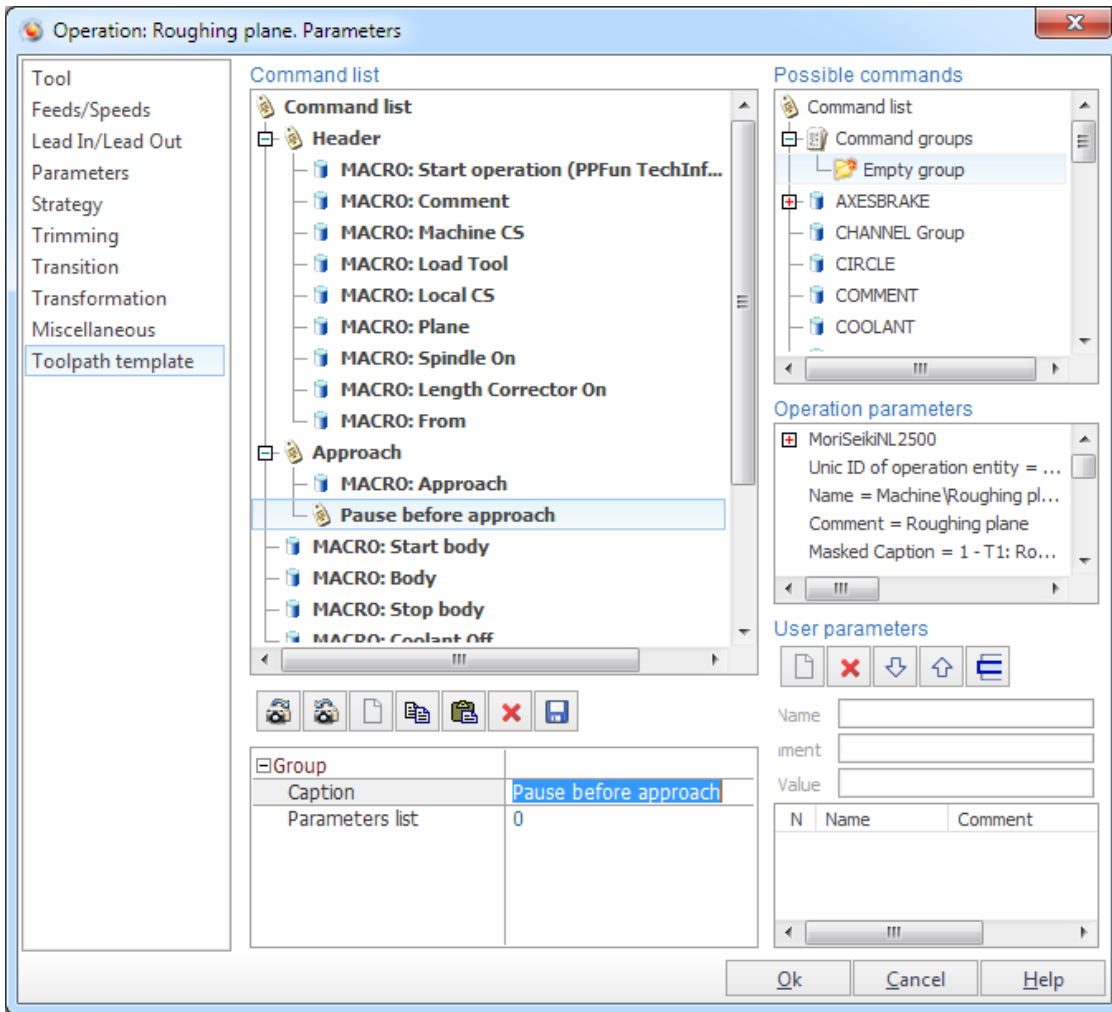 Operation: Roughing plane. Parameters
Tool
Feeds/Speeds
Lead In/Lead Out
Parameters
Strategy
Trimming
Transition
Transformation
Miscellaneous
Toolpath template
Command list
Command list
Header
MACRO: Start operation (PPFun TechInf...
MACRO: Comment
MACRO: Machine CS
MACRO: Load Tool
MACRO: Local CS
MACRO: Plane
MACRO: Spindle On
MACRO: Length Corrector On
MACRO: From
Approach
MACRO: Approach
Pause before approach
MACRO: Start body
MACRO: Body
MACRO: Stop body
MACRO: Coolant Off
Group
Caption Pause before approach
Parameters list 0
Possible commands
Command list
Command groups
Empty group
AXESBRAKE
CHANNEL Group
CIRCLE
COMMENT
COOLANT
Operation parameters
MoriSeikiNL2500
Unic ID of operation entity = ...
Name = Machine\Roughing pl...
Comment = Roughing plane
Masked Caption = 1 - T1: Ro...
User parameters
Name
mment
Value
N Name Comment
Ok Cancel Help